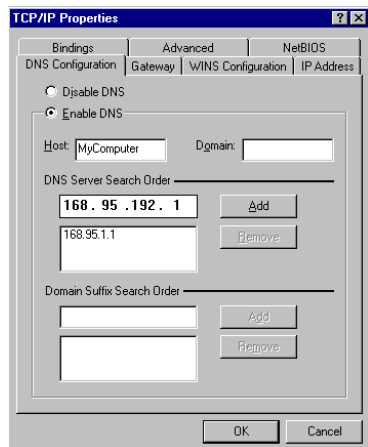 TCP/IP Properties
Bindings Advanced NetBIOS
DNS Configuration Gateway WINS Configuration IP Address
Disable DNS
Enable DNS
Host: MyComputer Domain:
DNS Server Search Order
168. 95 .192. 1 Add
168.95.1.1 Remove
Domain Suffix Search Order
Add
Remove
OK Cancel